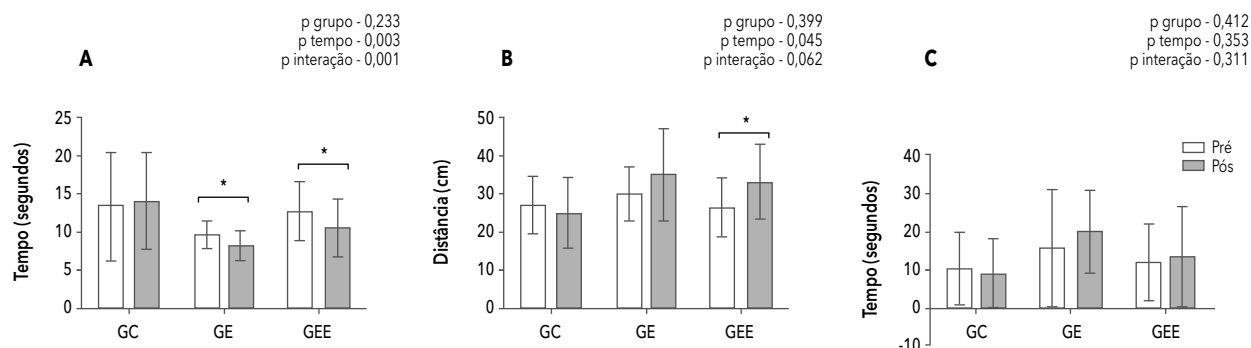 A
p grupo - 0,233
p tempo - 0,003
p interação - 0,001
Tempo (segundos)
25
20
15
10
5
0
*
*
GC
GE
GEE
B
p grupo - 0,399
p tempo - 0,045
p interação - 0,062
Distância (cm)
50
40
30
20
10
0
*
GC
GE
GEE
C
p grupo - 0,412
p tempo - 0,353
p interação - 0,311
Tempo (segundos)
40
30
20
10
0
-10
Pré
Pós
GC
GE
GEE